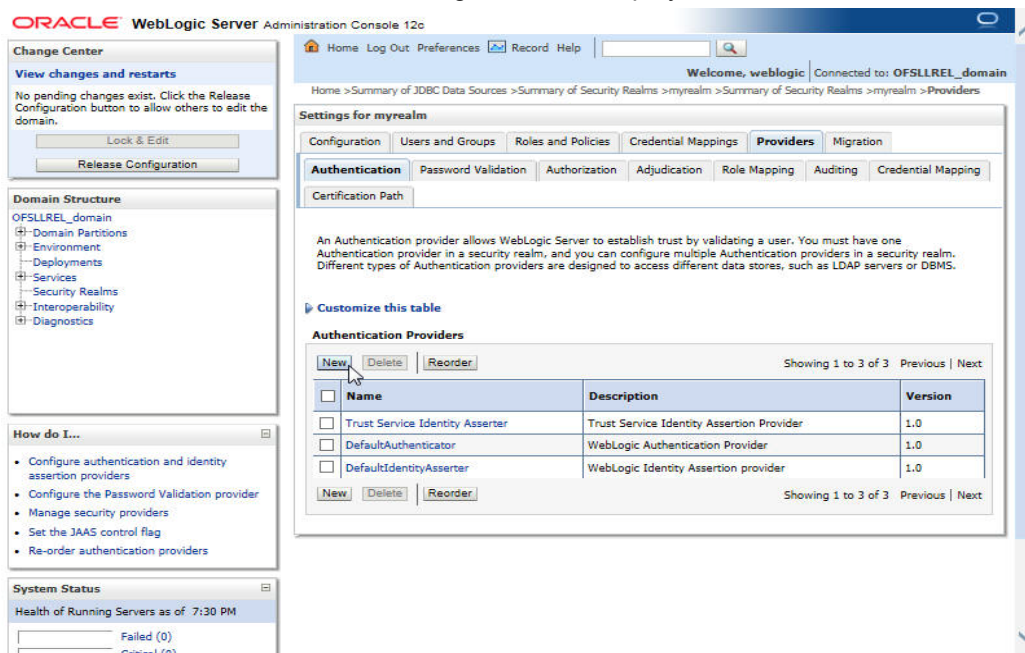 ORACLE WebLogic Server Administration Console 12c
Change Center
View changes and restarts
No pending changes exist. Click the Release
Configuration button to allow others to edit the
domain.
Lock & Edit
Release Configuration
Domain Structure
OFSLLREL_domain
Domain Partitions
Environment
Deployments
Services
Security Realms
Interoperability
Diagnostics
How do I...
Configure authentication and identity
assertion providers
Configure the Password Validation provider
Manage security providers
Set the JAAS control flag
Re-order authentication providers
System Status
Health of Running Servers as of 7:30 PM
Failed (0)
Critical (0)
Home Log Out Preferences Record Help
Welcome, weblogic Connected to: OFSLLREL_domain
Home >Summary of JDBC Data Sources >Summary of Security Realms >myrealm >Summary of Security Realms >myrealm >Providers
Settings for myrealm
Configuration Users and Groups Roles and Policies Credential Mappings Providers Migration
Authentication Password Validation Authorization Adjudication Role Mapping Auditing Credential Mapping
Certification Path
An Authentication provider allows WebLogic Server to establish trust by validating a user. You must have one
Authentication provider in a security realm, and you can configure multiple Authentication providers in a security realm.
Different types of Authentication providers are designed to access different data stores, such as LDAP servers or DBMS.
Customize this table
Authentication Providers
New Delete Reorder Showing 1 to 3 of 3 Previous | Next
Name Description Version
Trust Service Identity Asserter Trust Service Identity Assertion Provider 1.0
DefaultAuthenticator WebLogic Authentication Provider 1.0
DefaultIdentityAsserter WebLogic Identity Assertion provider 1.0
New Delete Reorder Showing 1 to 3 of 3 Previous | Next